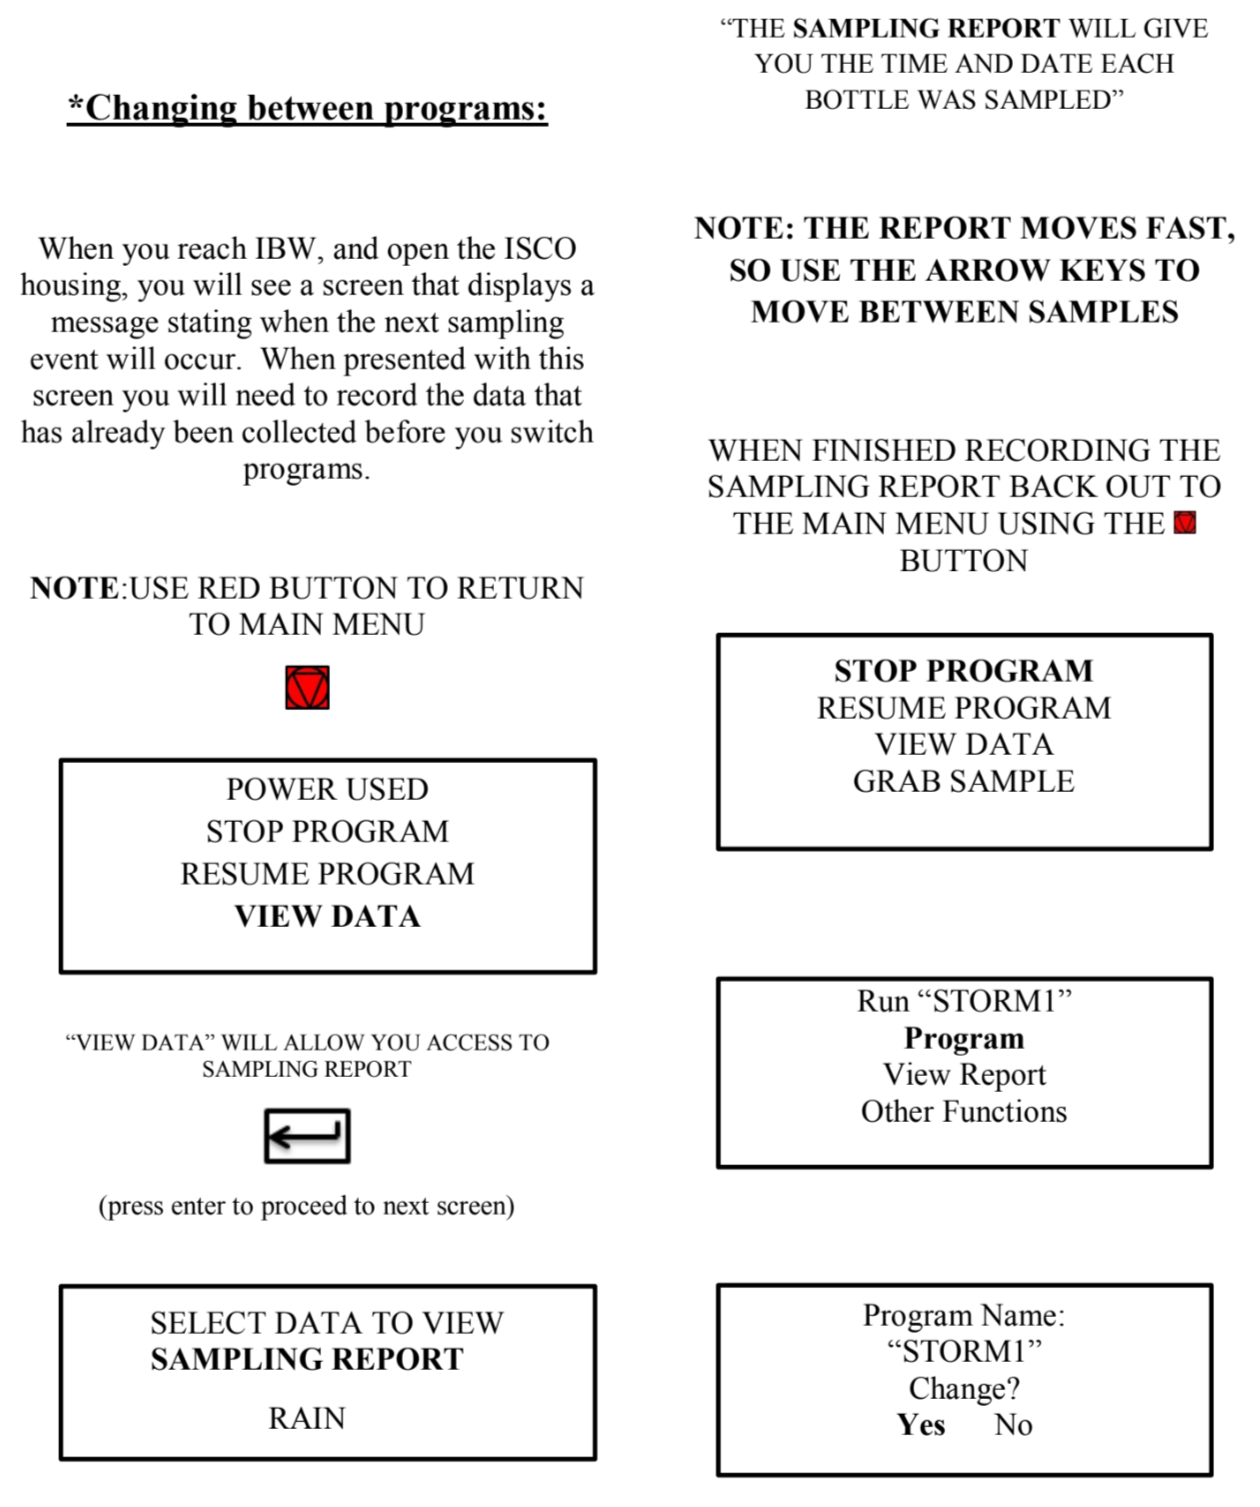 *Changing between programs:
When you reach IBW, and open the ISCO
housing, you will see a screen that displays a
message stating when the next sampling
event will occur.  When presented with this
screen you will need to record the data that
has already been collected before you switch
programs.
NOTE:USE RED BUTTON TO RETURN
TO MAIN MENU
POWER USED
STOP PROGRAM
RESUME PROGRAM
VIEW DATA
“VIEW DATA” WILL ALLOW YOU ACCESS TO
SAMPLING REPORT
(press enter to proceed to next screen)
SELECT DATA TO VIEW
SAMPLING REPORT
RAIN
“THE SAMPLING REPORT WILL GIVE
YOU THE TIME AND DATE EACH
BOTTLE WAS SAMPLED”
NOTE: THE REPORT MOVES FAST,
SO USE THE ARROW KEYS TO
MOVE BETWEEN SAMPLES
WHEN FINISHED RECORDING THE
SAMPLING REPORT BACK OUT TO
THE MAIN MENU USING THE
BUTTON
STOP PROGRAM
RESUME PROGRAM
VIEW DATA
GRAB SAMPLE
Run “STORM1”
Program
View Report
Other Functions
Program Name:
“STORM1”
Change?
Yes No